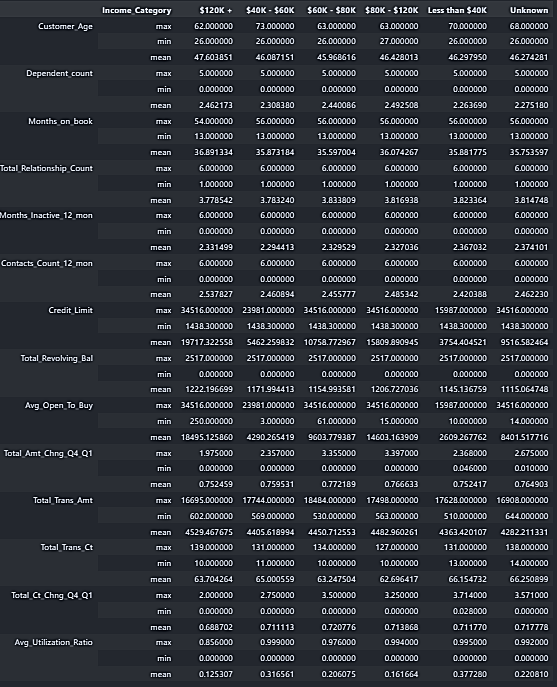 Income_Category $120K + $40K - $60K $60K - $80K $80K - $120K Less than $40K Unknown
Customer_Age max 62.000000 73.000000 63.000000 63.000000 70.000000 68.000000
min 26.000000 26.000000 26.000000 27.000000 26.000000 26.000000
mean 47.603851 46.087151 45.968616 46.428013 46.297950 46.274281
Dependent_count max 5.000000 5.000000 5.000000 5.000000 5.000000 5.000000
min 0.000000 0.000000 0.000000 0.000000 0.000000 0.000000
mean 2.462173 2.308380 2.440086 2.492508 2.263690 2.275180
Months_on_book max 54.000000 56.000000 56.000000 56.000000 56.000000 56.000000
min 13.000000 13.000000 13.000000 13.000000 13.000000 13.000000
mean 36.891334 35.873184 35.597004 36.074267 35.881775 35.753597
Total_Relationship_Count max 6.000000 6.000000 6.000000 6.000000 6.000000 6.000000
min 1.000000 1.000000 1.000000 1.000000 1.000000 1.000000
mean 3.778542 3.783240 3.833809 3.816938 3.823364 3.814748
Months_Inactive_12_mon max 6.000000 6.000000 6.000000 6.000000 6.000000 6.000000
min 0.000000 0.000000 0.000000 0.000000 0.000000 0.000000
mean 2.331499 2.294413 2.329529 2.327036 2.367032 2.374101
Contacts_Count_12_mon max 6.000000 6.000000 6.000000 6.000000 6.000000 6.000000
min 0.000000 0.000000 0.000000 0.000000 0.000000 0.000000
mean 2.537827 2.460894 2.455777 2.485342 2.420388 2.462230
Credit_Limit max 34516.000000 23981.000000 34516.000000 34516.000000 15987.000000 34516.000000
min 1438.300000 1438.300000 1438.300000 1438.300000 1438.300000 1438.300000
mean 19717.322558 5462.259832 10758.772967 15809.890945 3754.404521 9516.582464
Total_Revolving_Bal max 2517.000000 2517.000000 2517.000000 2517.000000 2517.000000 2517.000000
min 0.000000 0.000000 0.000000 0.000000 0.000000 0.000000
mean 1222.196699 1171.994413 1154.993581 1206.727036 1145.136759 1115.064748
Avg_Open_To_Buy max 34516.000000 23981.000000 34516.000000 34516.000000 15987.000000 34516.000000
min 250.000000 3.000000 61.000000 15.000000 10.000000 14.000000
mean 18495.125860 4290.265419 9603.779387 14603.163909 2609.267762 8401.517716
Total_Amt_Chng_Q4_Q1 max 1.975000 2.357000 3.355000 3.397000 2.368000 2.675000
min 0.000000 0.000000 0.000000 0.000000 0.046000 0.010000
mean 0.752459 0.759531 0.772189 0.766633 0.752417 0.764903
Total_Trans_Amt max 16695.000000 17744.000000 18484.000000 17498.000000 17628.000000 16908.000000
min 602.000000 569.000000 530.000000 563.000000 510.000000 644.000000
mean 4529.467675 4405.618994 4450.712553 4482.960261 4363.420107 4282.211331
Total_Trans_Ct max 139.000000 131.000000 134.000000 127.000000 131.000000 138.000000
min 10.000000 11.000000 10.000000 10.000000 13.000000 14.000000
mean 63.704264 65.000559 63.247504 62.696417 66.154732 66.250899
Total_Ct_Chng_Q4_Q1 max 2.000000 2.750000 3.500000 3.250000 3.714000 3.571000
min 0.000000 0.000000 0.000000 0.000000 0.028000 0.000000
mean 0.688702 0.711113 0.720776 0.713868 0.711770 0.717778
Avg_Utilization_Ratio max 0.856000 0.999000 0.976000 0.994000 0.995000 0.992000
min 0.000000 0.000000 0.000000 0.000000 0.000000 0.000000
mean 0.125307 0.316561 0.206075 0.161664 0.377280 0.220810